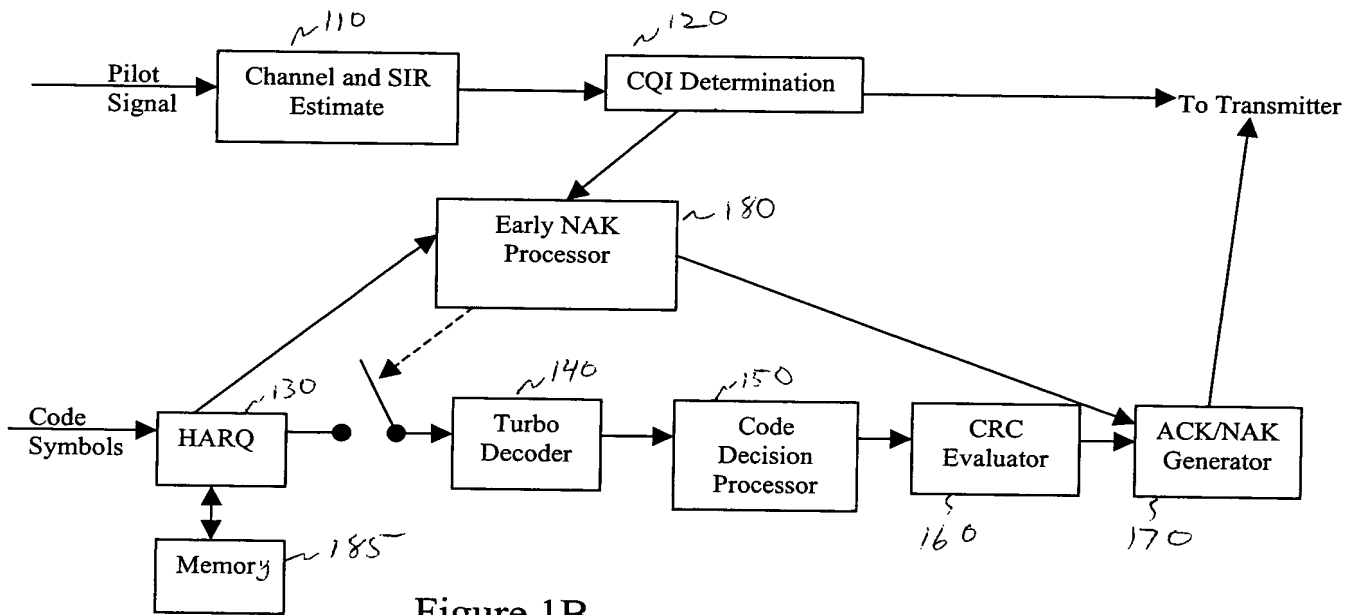 110
120
Pilot
Signal
Channel and SIR
Estimate
CQI Determination
To Transmitter
Early NAK
Processor
180
Code
Symbols
130
HARQ
140
Turbo
Decoder
150
Code
Decision
Processor
CRC
Evaluator
ACK/NAK
Generator
160
170
Memory
185
Figure 1B